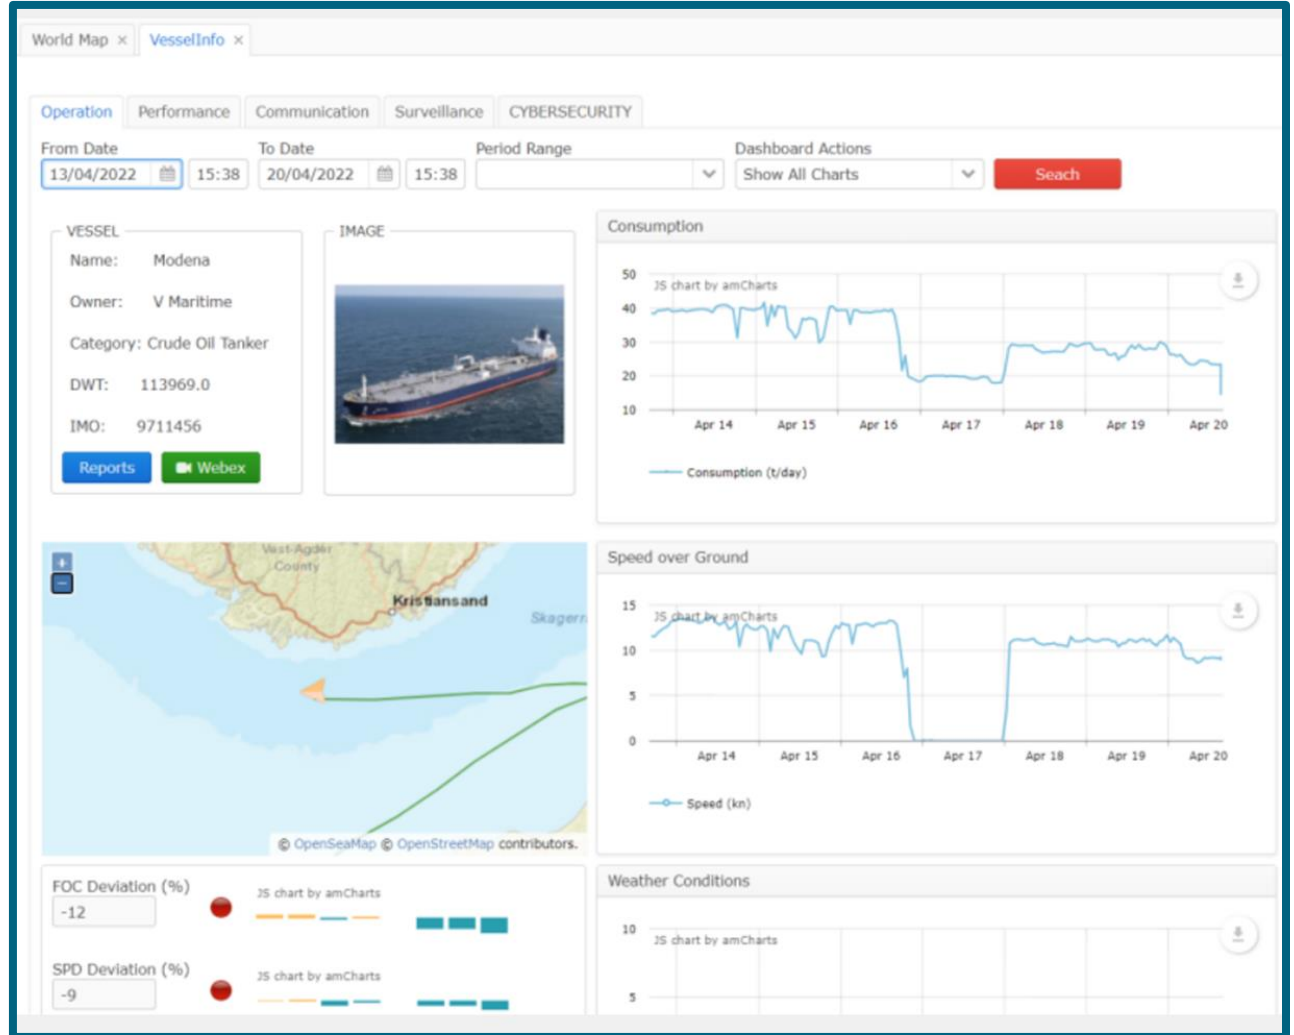 World Map × VesselInfo ×
Operation Performance Communication Surveillance CYBERSECURITY
From Date To Date Period Range Dashboard Actions
13/04/2022 15:38 20/04/2022 15:38 Show All Charts Seach
VESSEL
Name: Modena
Owner: V Maritime
Category: Crude Oil Tanker
DWT: 113969.0
IMO: 9711456
Reports Webex
IMAGE
Consumption
50
JS chart by amCharts
40
30
20
10
Apr 14 Apr 15 Apr 16 Apr 17 Apr 18 Apr 19 Apr 20
Consumption (t/day)
+
−
Vest-Agder
County
Kristiansand
Skagerr
© OpenSeaMap © OpenStreetMap contributors.
Speed over Ground
15
JS chart by amCharts
10
5
0
Apr 14 Apr 15 Apr 16 Apr 17 Apr 18 Apr 19 Apr 20
Speed (kn)
FOC Deviation (%)
-12
JS chart by amCharts
SPD Deviation (%)
-9
JS chart by amCharts
Weather Conditions
10
JS chart by amCharts
5